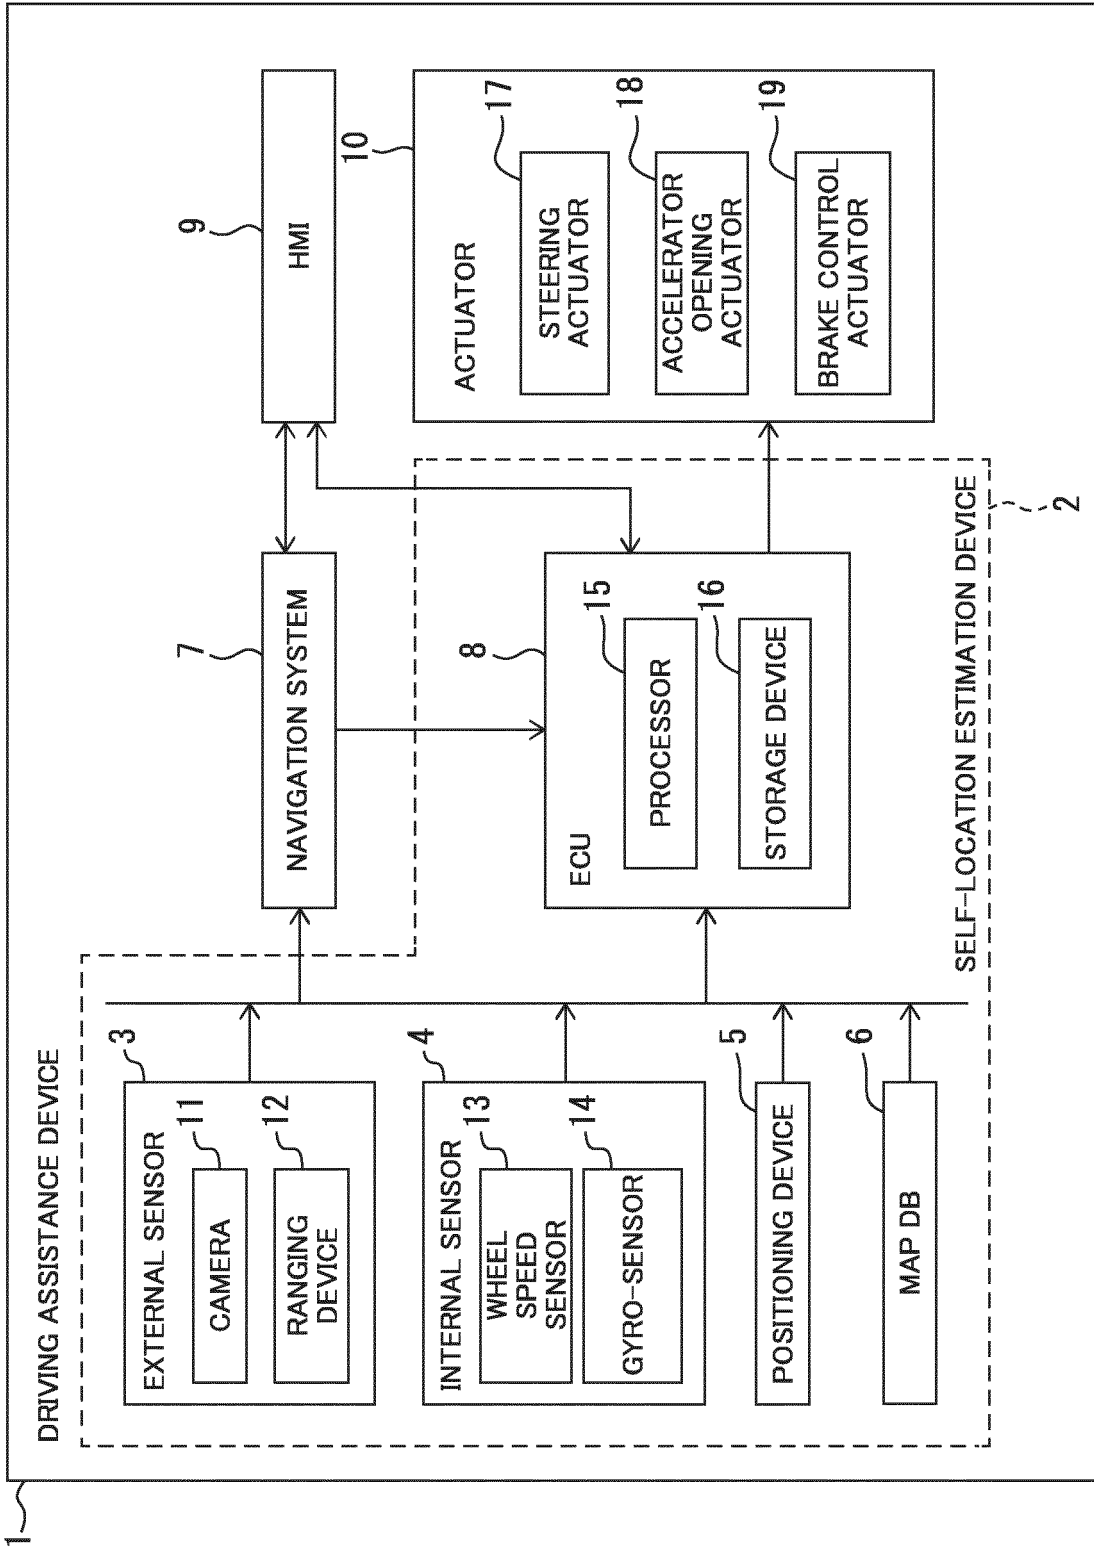 1
DRIVING ASSISTANCE DEVICE
3
EXTERNAL SENSOR
11
CAMERA
12
RANGING
DEVICE
4
INTERNAL SENSOR
13
WHEEL
SPEED
SENSOR
14
GYRO-SENSOR
5
POSITIONING DEVICE
6
MAP DB
7
NAVIGATION SYSTEM
8
ECU
15
PROCESSOR
16
STORAGE DEVICE
SELF-LOCATION ESTIMATION DEVICE
2
9
HMI
10
ACTUATOR
17
STEERING
ACTUATOR
18
ACCELERATOR
OPENING
ACTUATOR
19
BRAKE CONTROL
ACTUATOR